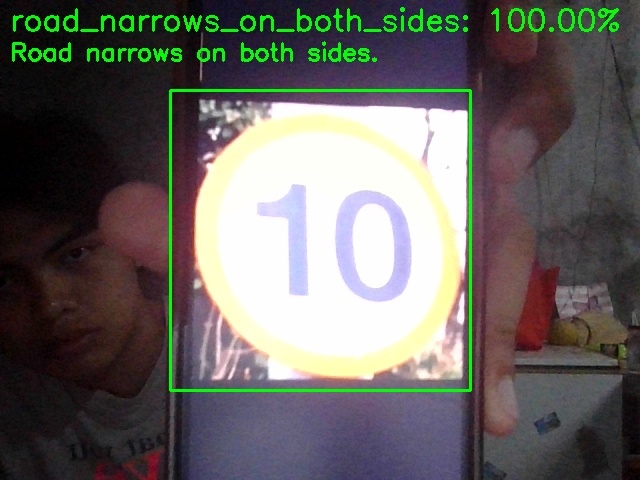 road_narrows_on_both_sides: 100.00%
Road narrows on both sides.
10